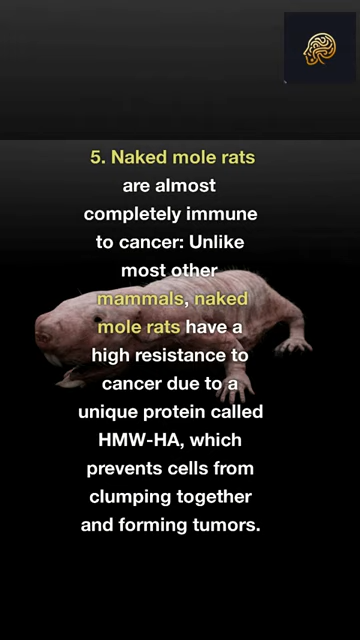 5. Naked mole rats
are almost
completely immune
to cancer: Unlike
most other
mammals, naked
mole rats have a
high resistance to
cancer due to a
unique protein called
HMW-HA, which
prevents cells from
clumping together
and forming tumors.